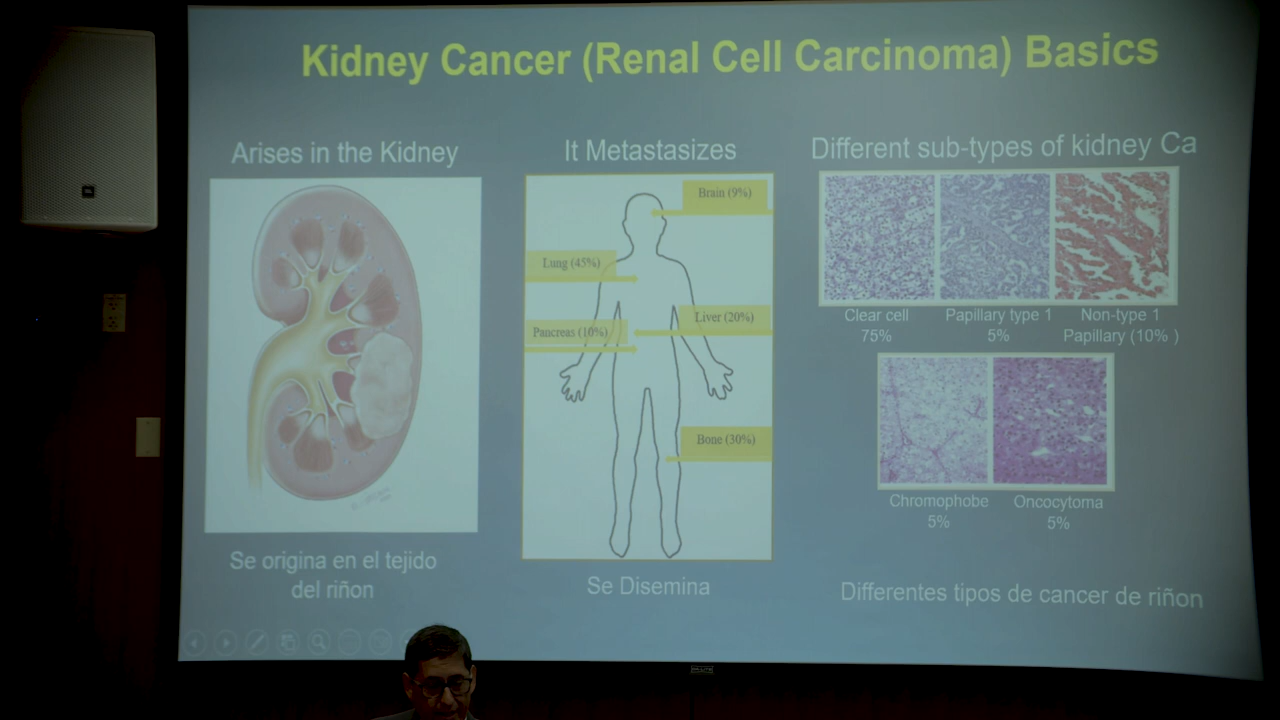 Kidney Cancer (Renal Cell Carcinoma) Basics
Arises in the Kidney
It Metastasizes
Different sub-types of kidney Ca
Brain (9%)
Lung (45%)
Liver (20%)
Pancreas (10%)
Bone (30%)
Clear cell
75%
Papillary type 1
5%
Non-type 1
Papillary (10% )
Chromophobe
5%
Oncocytoma
5%
Se origina en el tejido
del riñon
Se Disemina
Differentes tipos de cancer de riñon
JBL